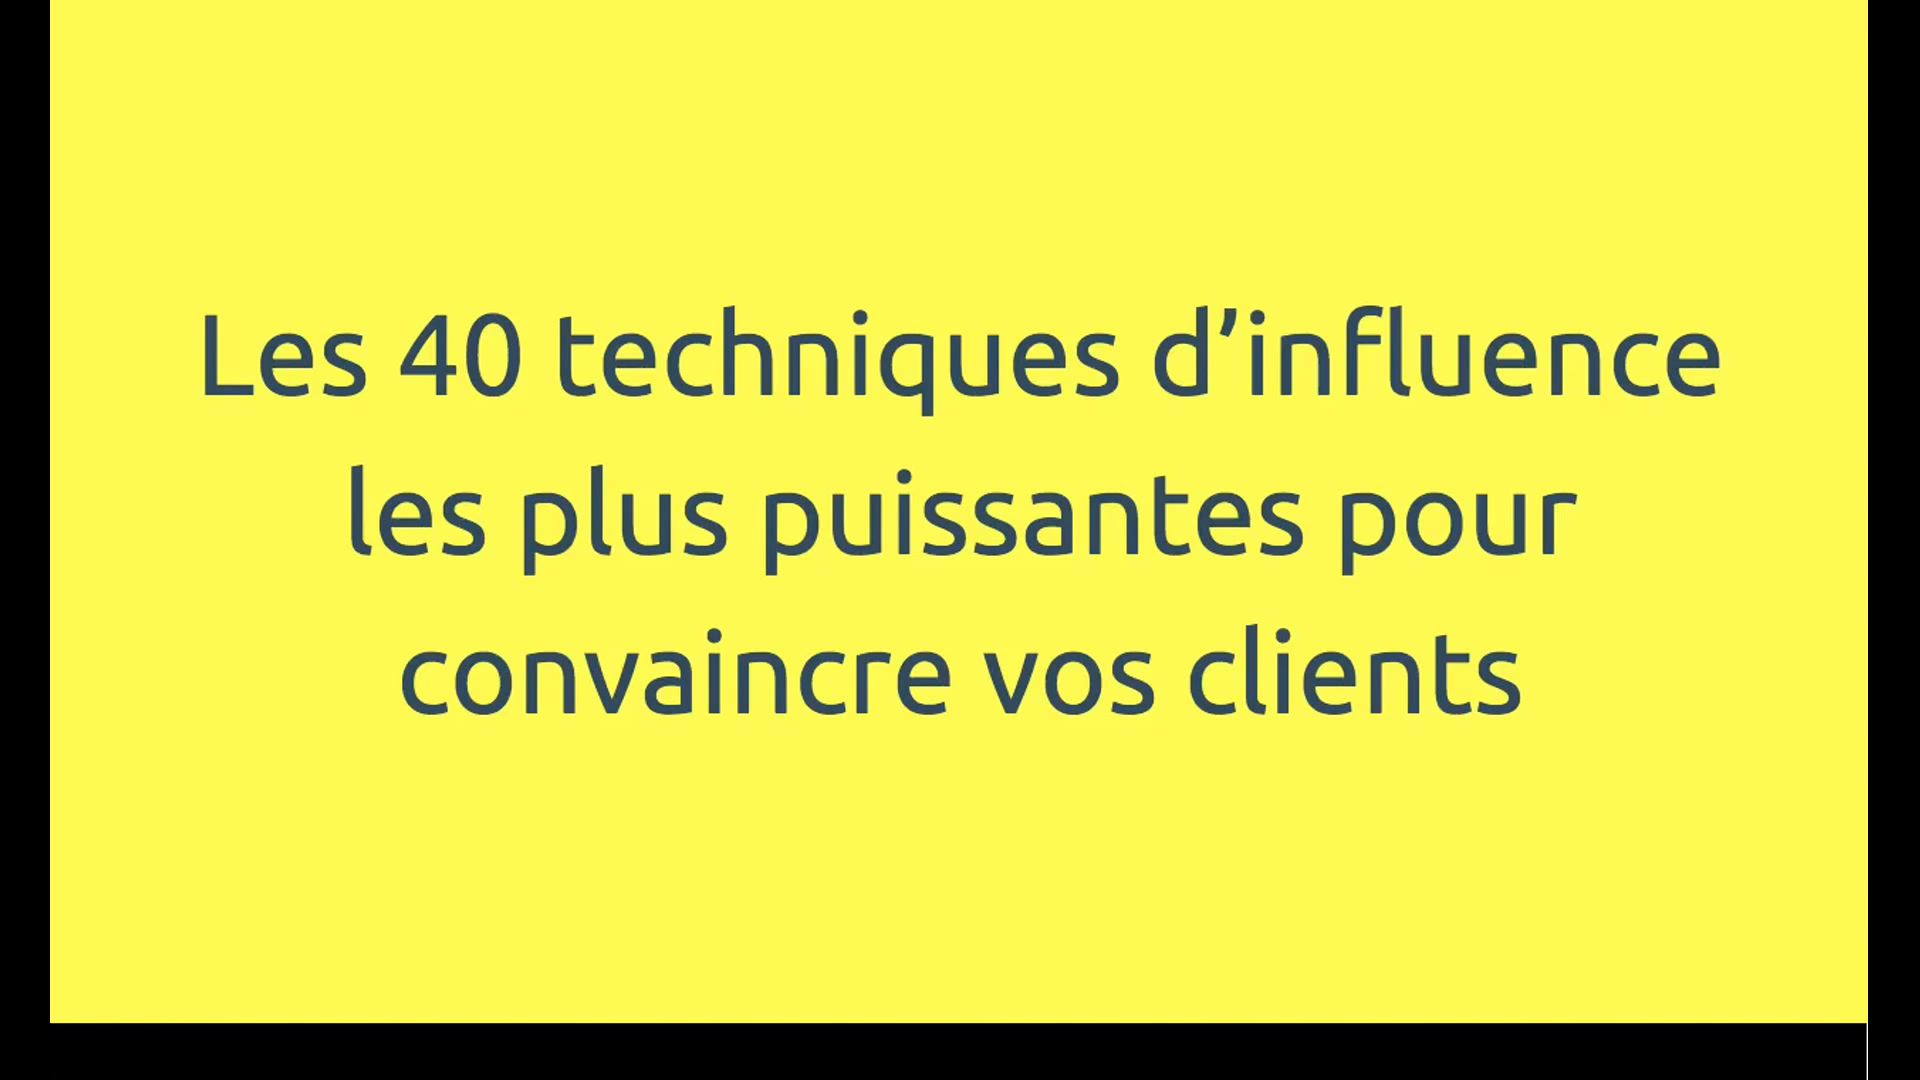 Les 40 techniques d’influence
les plus puissantes pour
convaincre vos clients